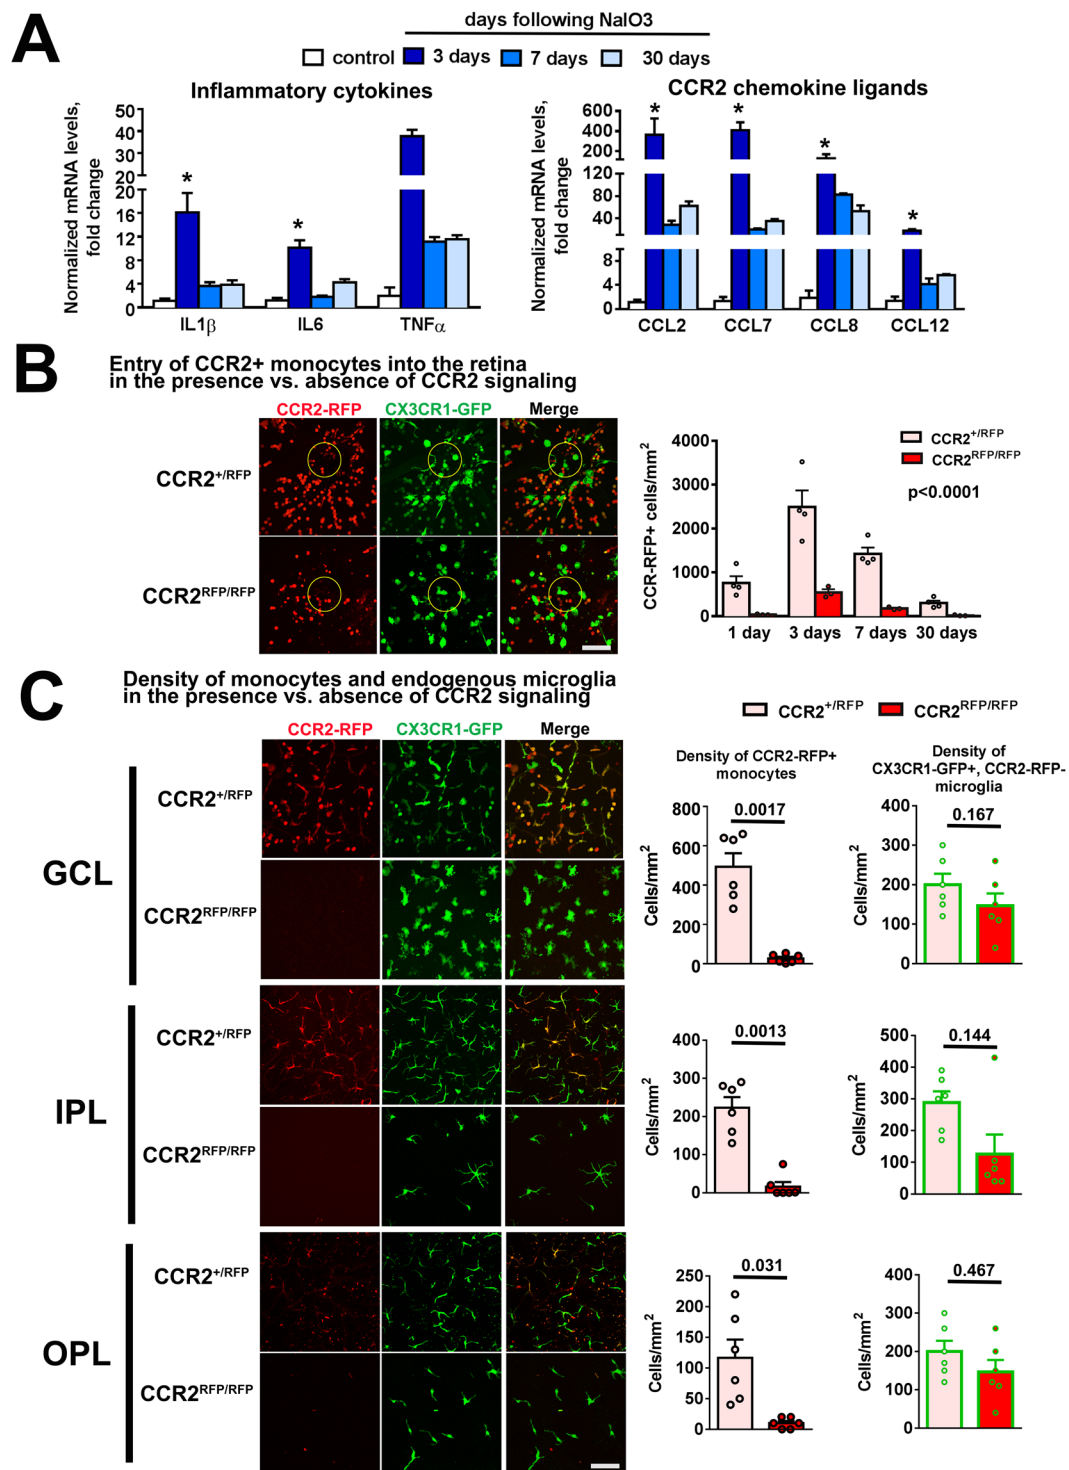 A
days following NaIO3
control 3 days 7 days 30 days
Inflammatory cytokines
Normalized mRNA levels,
fold change
50
40
30
20
20
16
12
8
4
0
*
*
IL1β IL6 TNFα
CCR2 chemokine ligands
Normalized mRNA levels,
fold change
600
400
200
120
80
40
8
4
0
*
*
*
*
CCL2 CCL7 CCL8 CCL12
B
Entry of CCR2+ monocytes into the retina
in the presence vs. absence of CCR2 signaling
CCR2-RFP CX3CR1-GFP Merge
CCR2+/RFP
CCR2RFP/RFP
CCR-RFP+ cells/mm2
4000
3000
2000
1000
0
CCR2+/RFP
CCR2RFP/RFP
p<0.0001
1 day 3 days 7 days 30 days
C
Density of monocytes and endogenous microglia
in the presence vs. absence of CCR2 signaling
CCR2-RFP CX3CR1-GFP Merge
CCR2+/RFP CCR2RFP/RFP
Density of CCR2-RFP+
monocytes
Density of
CX3CR1-GFP+, CCR2-RFP-
microglia
GCL
CCR2+/RFP
CCR2RFP/RFP
Cells/mm2
800
600
400
200
0
0.0017
Cells/mm2
400
300
200
100
0
0.167
IPL
CCR2+/RFP
CCR2RFP/RFP
Cells/mm2
400
300
200
100
0
0.0013
Cells/mm2
500
400
300
200
100
0
0.144
OPL
CCR2+/RFP
CCR2RFP/RFP
Cells/mm2
250
200
150
100
50
0
0.031
Cells/mm2
400
300
200
100
0
0.467